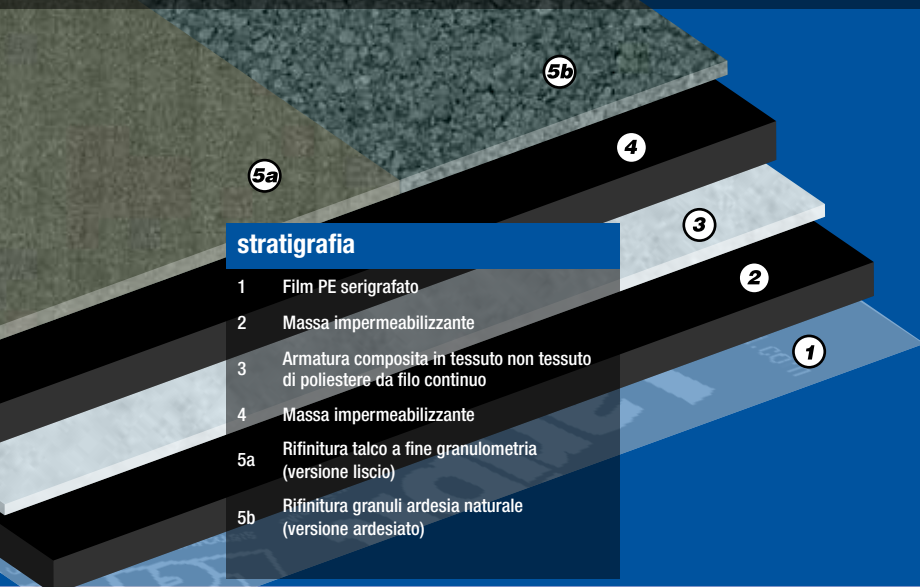 5b
4
5a
3
2
1
stratigrafia
1 Film PE serigrafato
2 Massa impermeabilizzante
3 Armatura composita in tessuto non tessuto
di poliestere da filo continuo
4 Massa impermeabilizzante
5a Rifinitura talco a fine granulometria
(versione liscio)
5b Rifinitura granuli ardesia naturale
(versione ardesiato)
.com